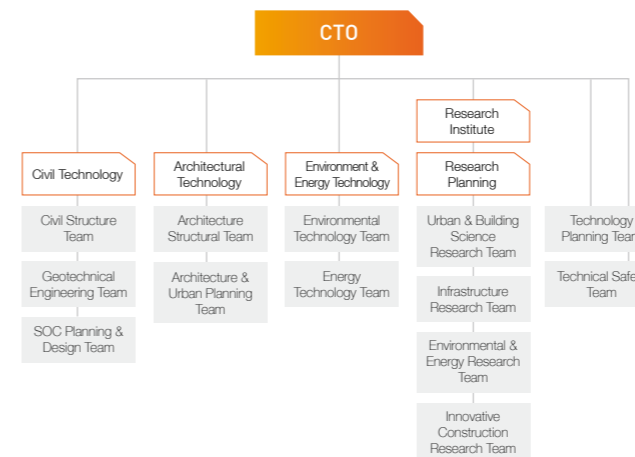 CTO
Research
Institute
Civil Technology
Architectural
Technology
Environment &
Energy Technology
Research
Planning
Civil Structure
Team
Geotechnical
Engineering Team
SOC Planning &
Design Team
Architecture
Structural Team
Architecture &
Urban Planning
Team
Environmental
Technology Team
Energy
Technology Team
Urban & Building
Science
Research Team
Infrastructure
Research Team
Environmental &
Energy Research
Team
Innovative
Construction
Research Team
Technology
Planning Team
Technical Safe
Team